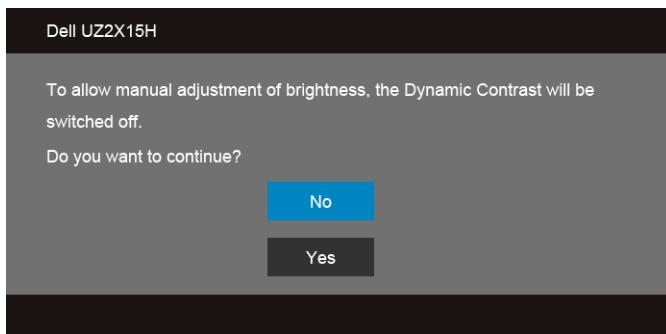 Dell UZ2X15H
To allow manual adjustment of brightness, the Dynamic Contrast will be
switched off.
Do you want to continue?
No
Yes